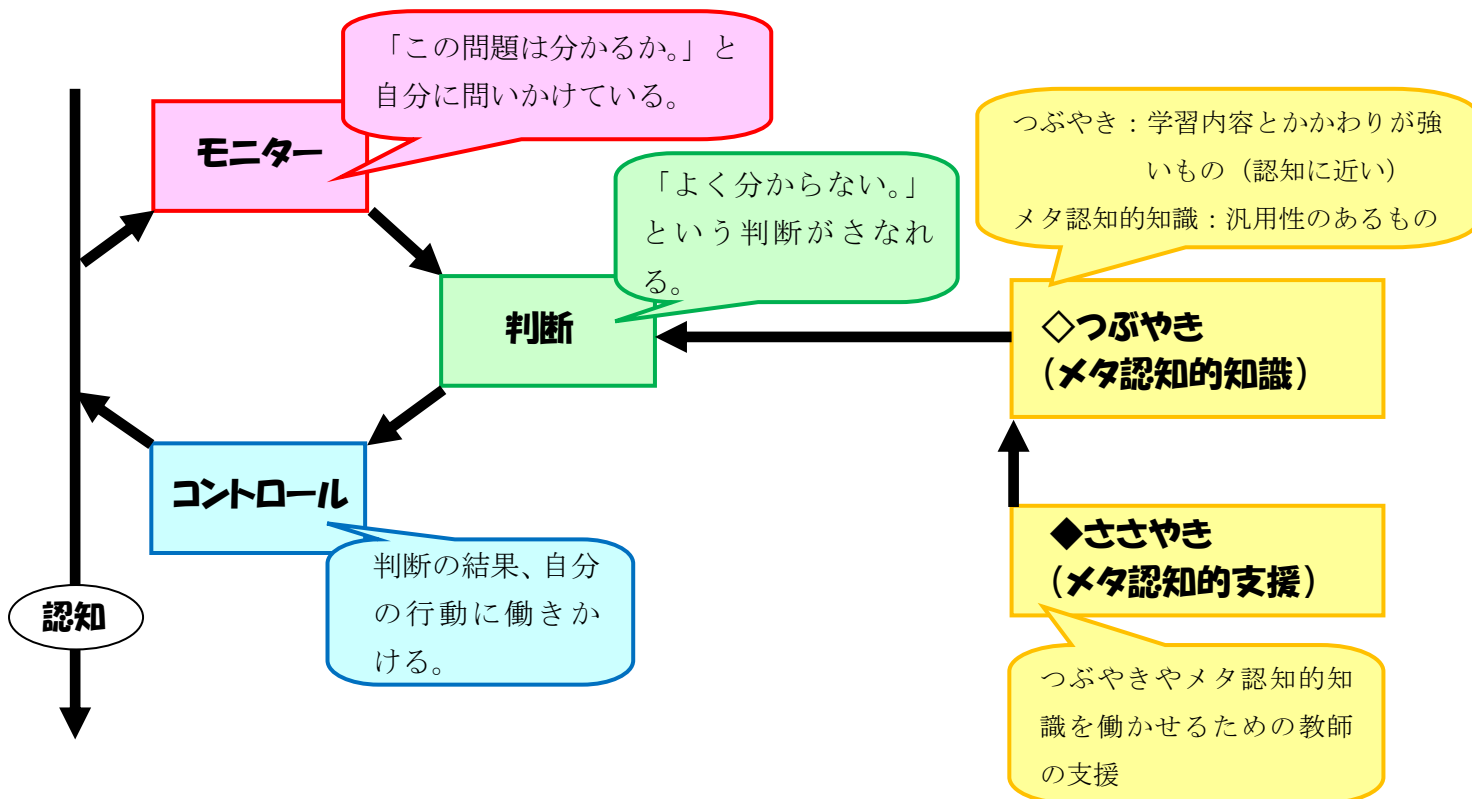 「この問題は分かるか。」と
自分に問いかけている。
モニター
つぶやき：学習内容とかかわりが強
いもの（認知に近い）
メタ認知的知識：汎用性のあるもの
「よく分からない。」
という判断がさなれ
る。
判断
◇つぶやき
（メタ認知的知識）
コントロール
判断の結果、自分
の行動に働きか
ける。
認知
◆ささやき
（メタ認知的支援）
つぶやきやメタ認知的知
識を働かせるための教師
の支援